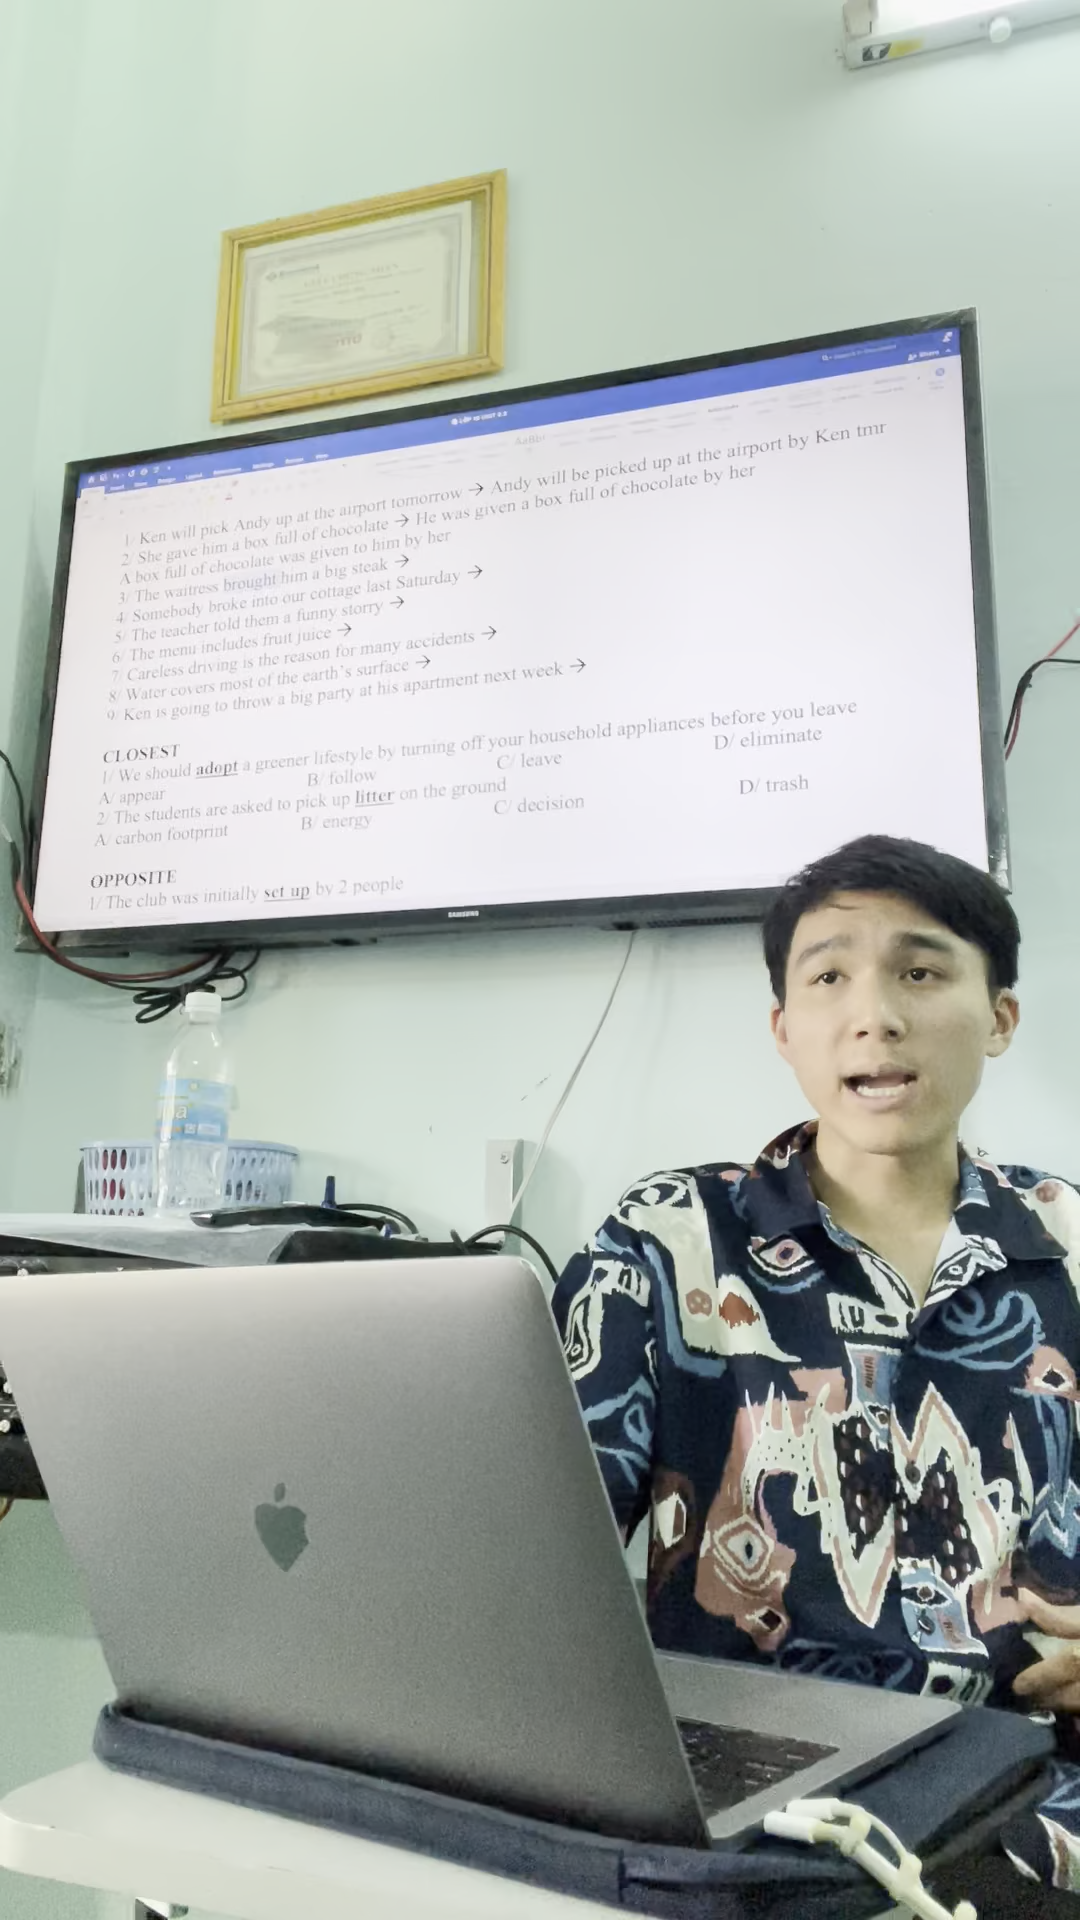 Share
AaBb
1/ Ken will pick Andy up at the airport tomorrow → Andy will be picked up at the airport by Ken tmr
2/ She gave him a box full of chocolate → He was given a box full of chocolate by her
A box full of chocolate was given to him by her
3/ The waitress brought him a big steak →
4/ Somebody broke into our cottage last Saturday →
5/ The teacher told them a funny storry →
6/ The menu includes fruit juice →
7/ Careless driving is the reason for many accidents →
8/ Water covers most of the earth's surface →
9/ Ken is going to throw a big party at his apartment next week →
CLOSEST
1/ We should adopt a greener lifestyle by turning off your household appliances before you leave
A/ appear B/ follow C/ leave D/ eliminate
2/ The students are asked to pick up litter on the ground
A/ carbon footprint B/ energy C/ decision D/ trash
OPPOSITE
1/ The club was initially set up by 2 people
SAMSUNG